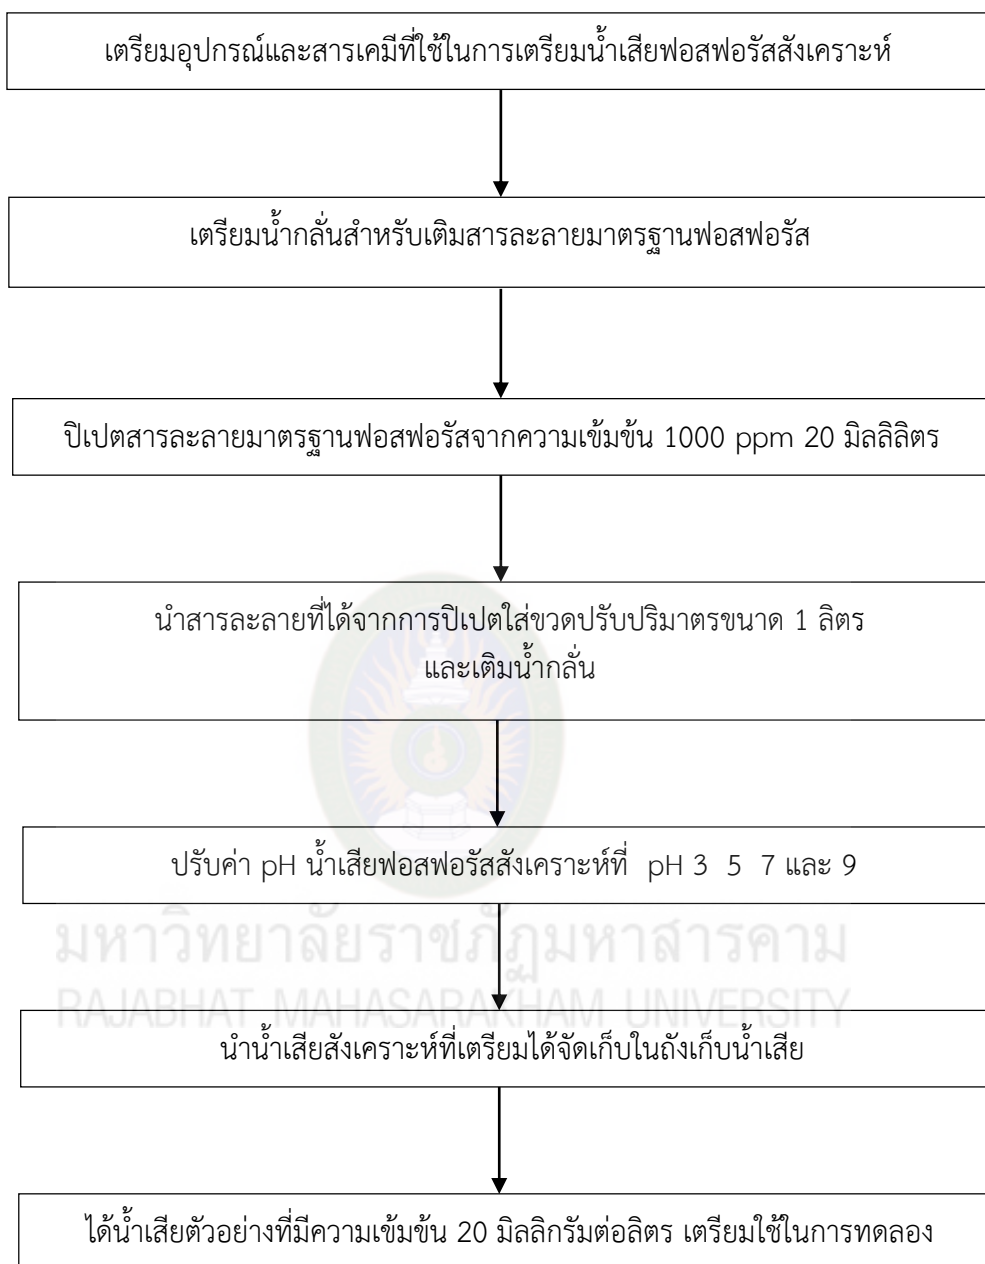 เตรียมอุปกรณ์และสารเคมีที่ใช้ในการเตรียมน้ำเสียฟอสฟอรัสสังเคราะห์
เตรียมน้ำกลั่นสำหรับเติมสารละลายมาตรฐานฟอสฟอรัส
ปิเปตสารละลายมาตรฐานฟอสฟอรัสจากความเข้มข้น 1000 ppm 20 มิลลิลิตร
นำสารละลายที่ได้จากการปิเปตใส่ขวดปรับปริมาตรขนาด 1 ลิตร
และเติมน้ำกลั่น
ปรับค่า pH น้ำเสียฟอสฟอรัสสังเคราะห์ที่ pH 3 5 7 และ 9
มหาวิทยาลัยราชภัฏมหาสารคาม
RAJABHAT MAHASARAKHAM UNIVERSITY
นำน้ำเสียสังเคราะห์ที่เตรียมได้จัดเก็บในถังเก็บน้ำเสีย
ได้น้ำเสียตัวอย่างที่มีความเข้มข้น 20 มิลลิกรัมต่อลิตร เตรียมใช้ในการทดลอง